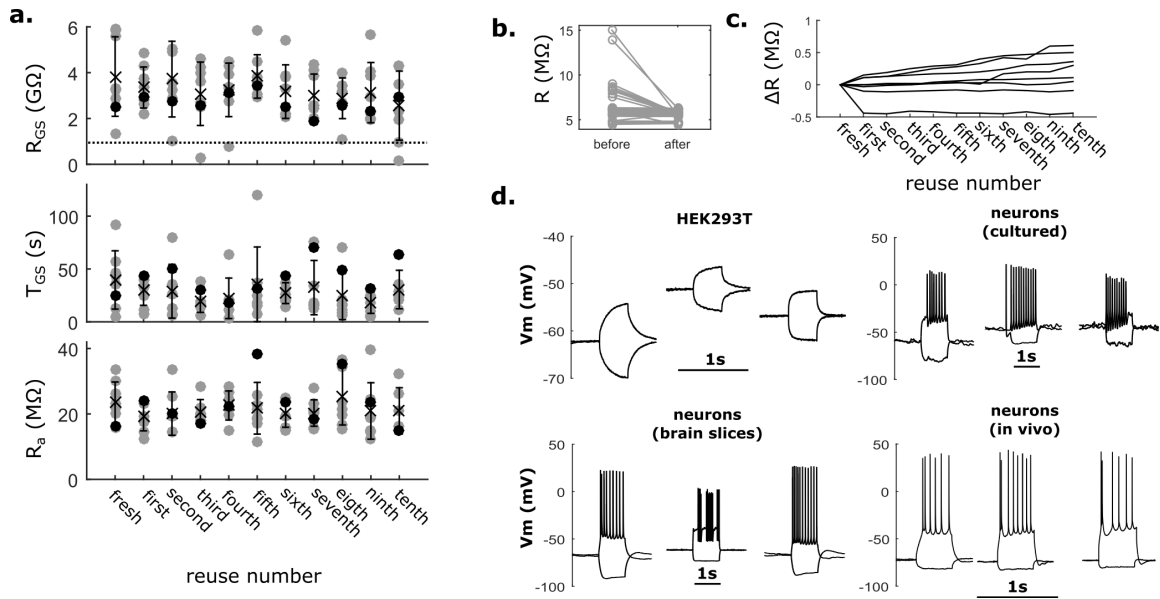 a.
R_GS (GΩ)
6
4
2
0
T_GS (s)
100
50
0
R_a (MΩ)
40
20
0
fresh
first
second
third
fourth
fifth
sixth
seventh
eigth
ninth
tenth
reuse number
b.
R (MΩ)
15
10
5
before
after
c.
ΔR (MΩ)
1
0.5
0
-0.5
fresh
first
second
third
fourth
fifth
sixth
seventh
eigth
ninth
tenth
reuse number
d.
HEK293T
Vm (mV)
-40
-50
-60
-70
1s
neurons
(cultured)
50
0
-50
-100
1s
neurons
(brain slices)
Vm (mV)
50
0
-50
-100
1s
neurons
(in vivo)
50
0
-50
-100
1s